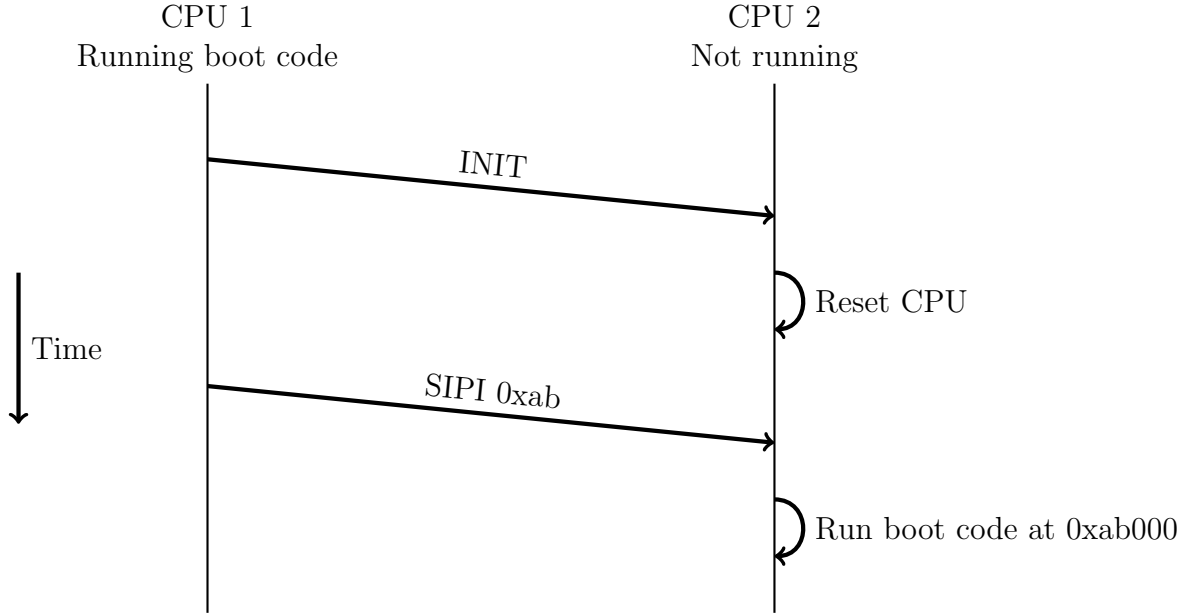 CPU 1
Running boot code
CPU 2
Not running
INIT
Reset CPU
Time
SIPI 0xab
Run boot code at 0xab000